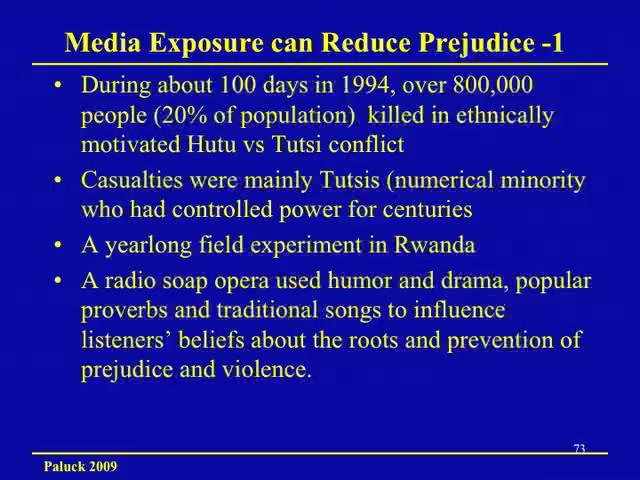 Media Exposure can Reduce Prejudice -1
• During about 100 days in 1994, over 800,000
people (20% of population) killed in ethnically
motivated Hutu vs Tutsi conflict
• Casualties were mainly Tutsis (numerical minority
who had controlled power for centuries
• A yearlong field experiment in Rwanda
• A radio soap opera used humor and drama, popular
proverbs and traditional songs to influence
listeners’ beliefs about the roots and prevention of
prejudice and violence.
73
Paluck 2009